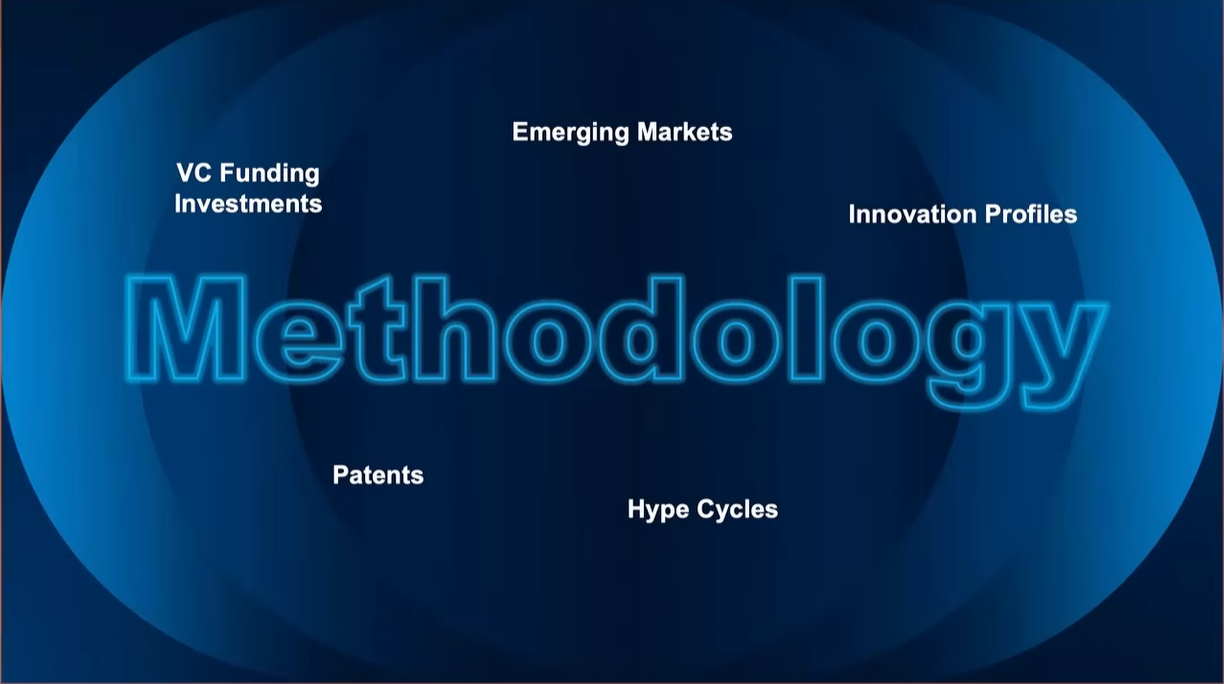 Emerging Markets
VC Funding
Investments
Innovation Profiles
Methodology
Patents
Hype Cycles